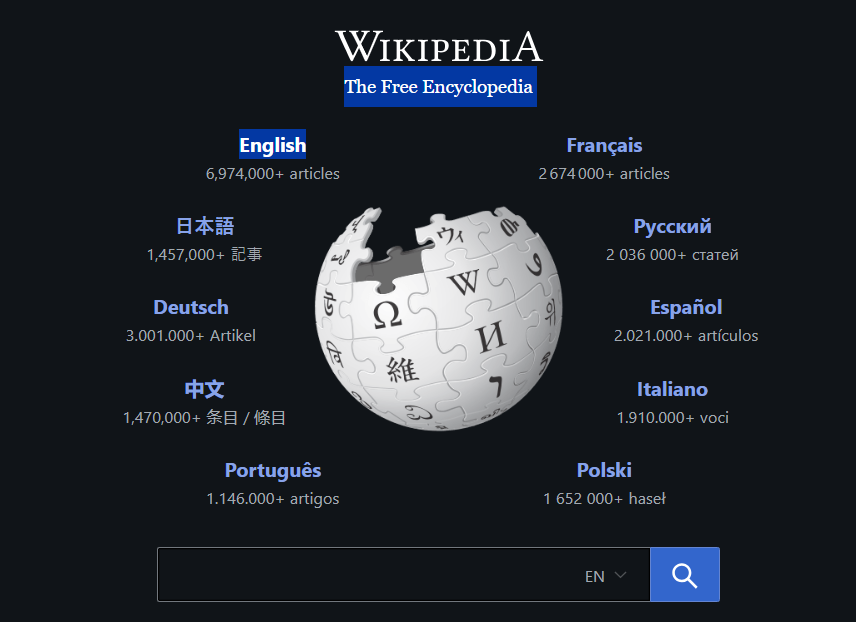 WIKIPEDIA
The Free Encyclopedia
English
6,974,000+ articles
Français
2 674 000+ articles
日本語
1,457,000+ 記事
Русский
2 036 000+ статей
Deutsch
3.001.000+ Artikel
Español
2.021.000+ artículos
中文
1,470,000+ 条目 / 條目
Italiano
1.910.000+ voci
Português
1.146.000+ artigos
Polski
1 652 000+ haseł
Ω
W
ウィ
И
維
EN